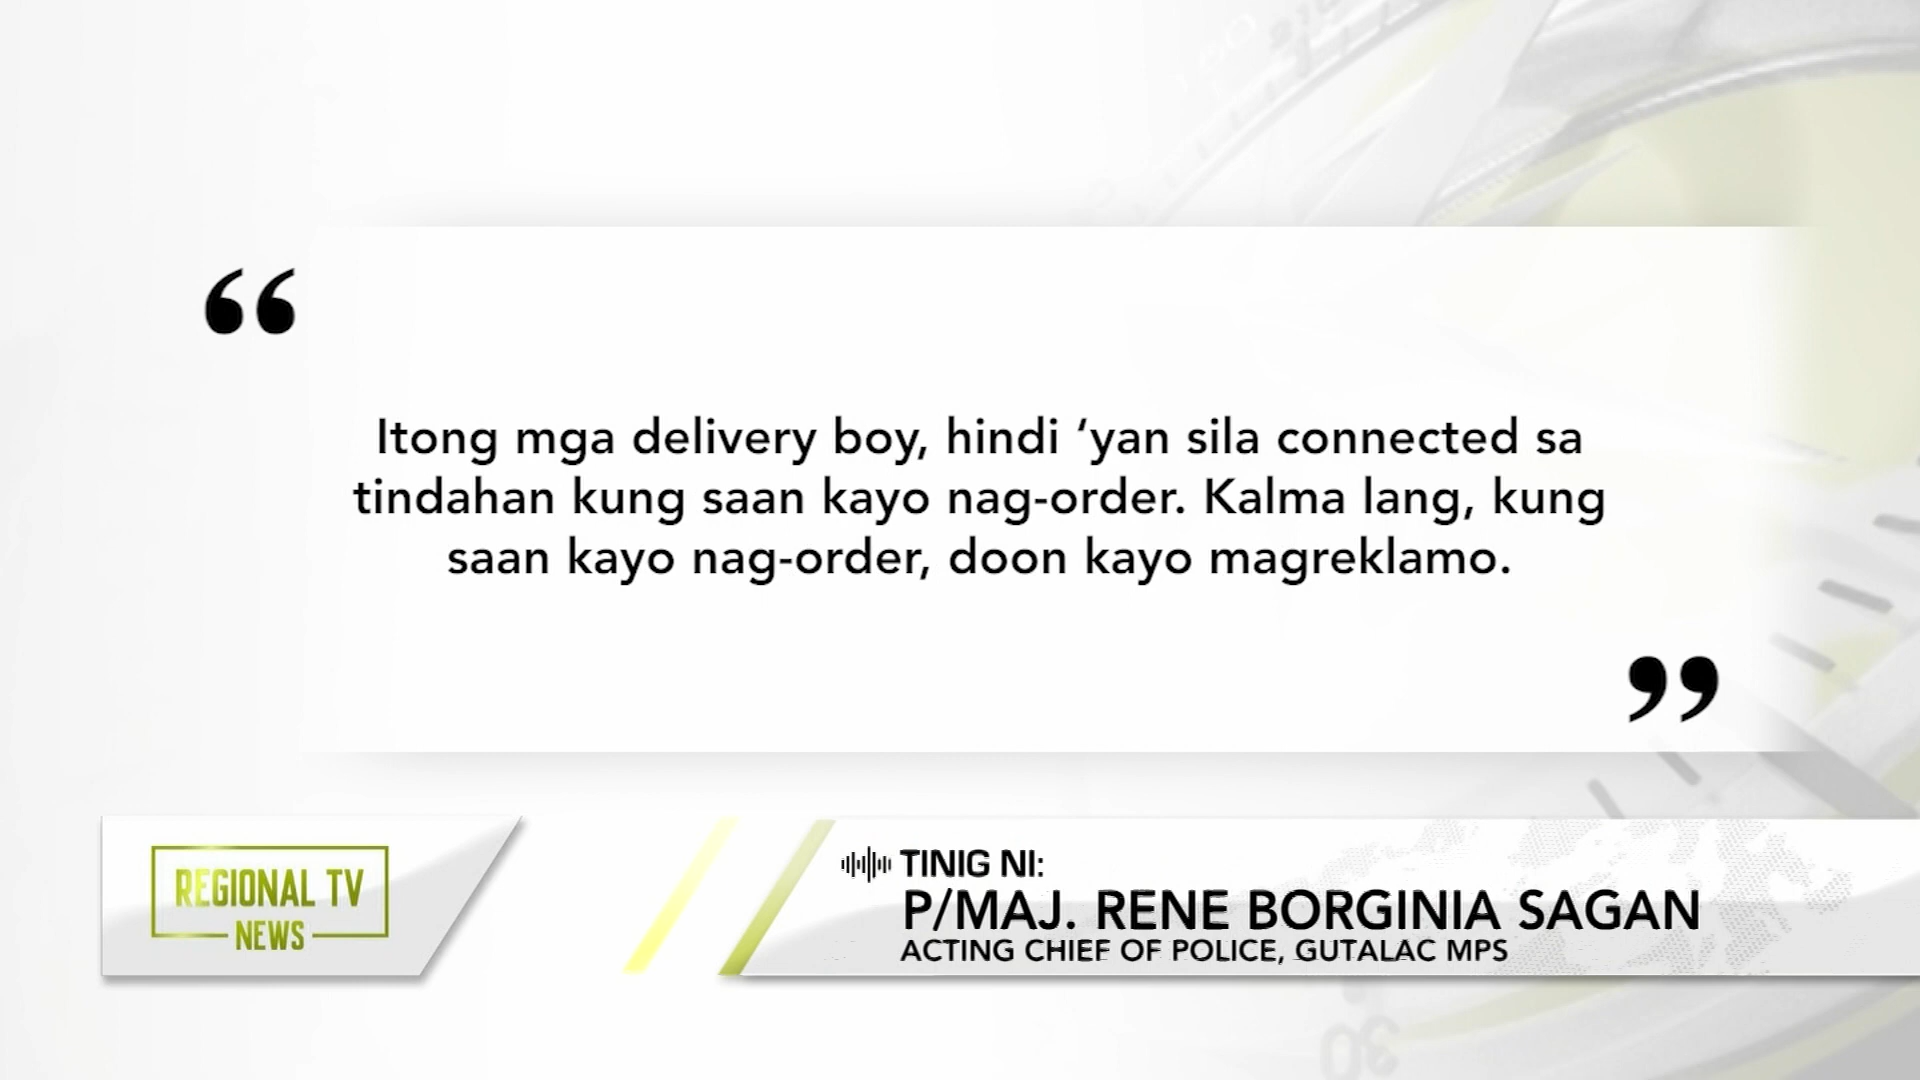 “
Itong mga delivery boy, hindi ‘yan sila connected sa
tindahan kung saan kayo nag-order. Kalma lang, kung
saan kayo nag-order, doon kayo magreklamo.
”
REGIONAL TV
NEWS
TINIG NI:
P/MAJ. RENE BORGINIA SAGAN
ACTING CHIEF OF POLICE, GUTALAC MPS
30